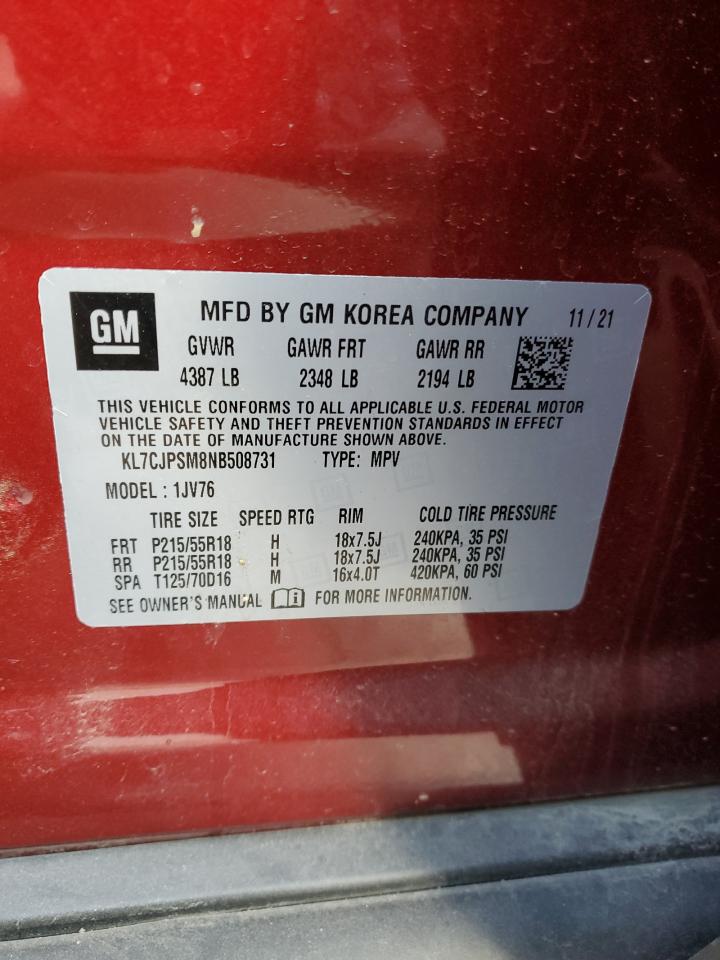 GM MFD BY GM KOREA COMPANY 11 / 21
GVWR GAWR FRT GAWR RR
4387 LB 2348 LB 2194 LB
THIS VEHICLE CONFORMS TO ALL APPLICABLE U.S. FEDERAL MOTOR
VEHICLE SAFETY AND THEFT PREVENTION STANDARDS IN EFFECT
ON THE DATE OF MANUFACTURE SHOWN ABOVE.
KL7CJPSM8NB508731 TYPE: MPV
MODEL : 1JV76
TIRE SIZE SPEED RTG RIM COLD TIRE PRESSURE
FRT P215/55R18 H 18x7.5J 240KPA, 35 PSI
RR P215/55R18 H 18x7.5J 240KPA, 35 PSI
SPA T125/70D16 M 16x4.0T 420KPA, 60 PSI
SEE OWNER'S MANUAL i FOR MORE INFORMATION.